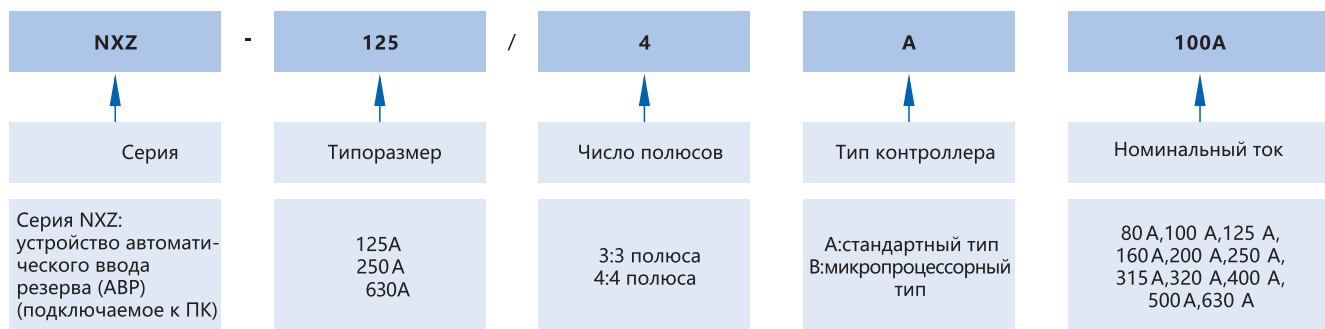 NXZ - 125 / 4 A 100A
Серия Типоразмер Число полюсов Тип контроллера Номинальный ток
Серия NXZ:
устройство автомати-
ческого ввода
резерва (АВР)
(подключаемое к ПК)
125А
250 А
630А
3:3 полюса
4:4 полюса
А:стандартный тип
В:микропроцессорный
тип
80 А,100 А,125 А,
160 А,200 А,250 А,
315 А,320 А,400 А,
500 А,630 А